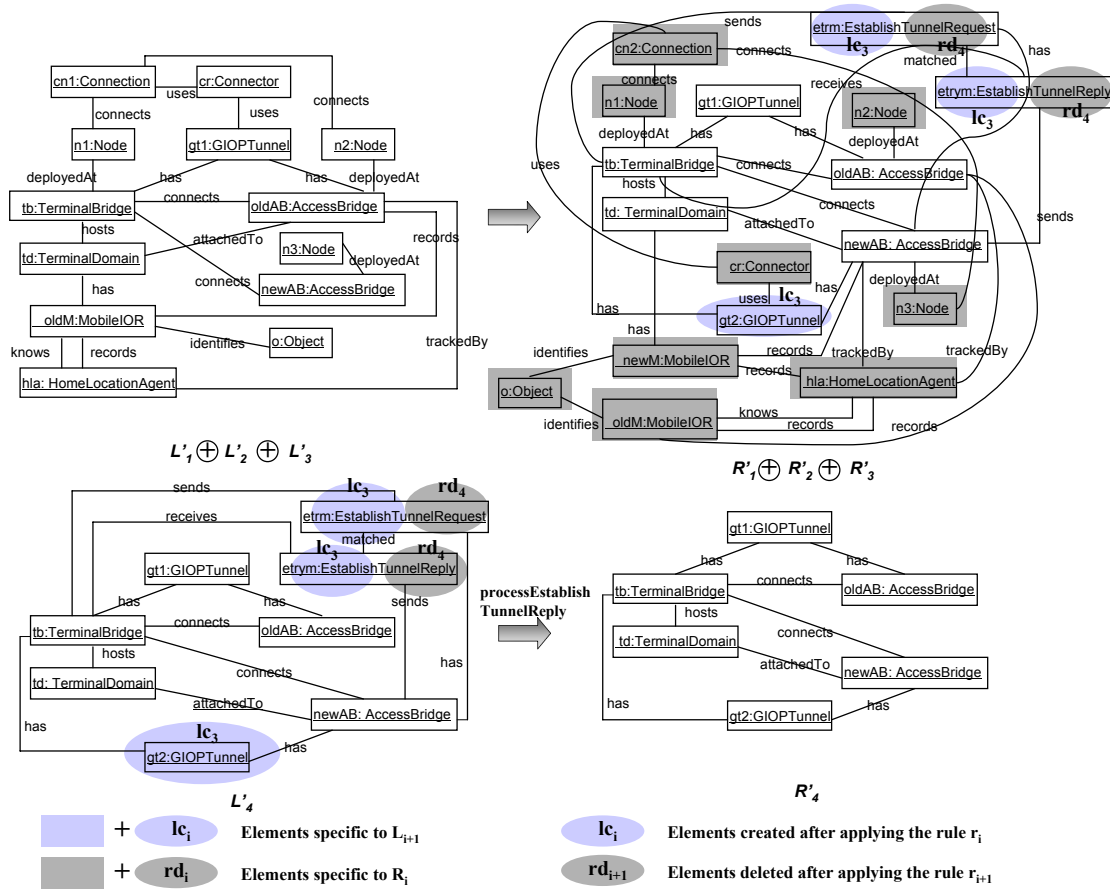 cn1:Connection
cr:Connector
uses
connects
uses
connects
n1:Node
gt1:GIOPTunnel
n2:Node
deployedAt
has
has
deployedAt
tb:TerminalBridge
connects
oldAB:AccessBridge
hosts
attachedTo
records
td:TerminalDomain
n3:Node
deployedAt
connects
newAB:AccessBridge
has
oldM:MobileIOR
identifies
o:Object
trackedBy
knows
records
hla: HomeLocationAgent
L'1 ⊕ L'2 ⊕ L'3
sends
etrm:EstablishTunnelRequest
lc3
rd4
cn2:Connection
connects
has
matched
connects
receives
etrym:EstablishTunnelReply
lc3
rd4
n1:Node
gt1:GIOPTunnel
n2:Node
deployedAt
has
has
deployedAt
uses
tb:TerminalBridge
connects
oldAB: AccessBridge
hosts
connects
td: TerminalDomain
sends
attachedTo
newAB: AccessBridge
cr:Connector
deployedAt
lc3
has
uses
has
gt2:GIOPTunnel
n3:Node
has
identifies
newM:MobileIOR
records
trackedBy
trackedBy
records
o:Object
hla:HomeLocationAgent
identifies
oldM:MobileIOR
knows
records
records
R'1 ⊕ R'2 ⊕ R'3
sends
lc3
rd4
etrm:EstablishTunnelRequest
receives
matched
lc3
rd4
etrym:EstablishTunnelReply
gt1:GIOPTunnel
has
has
sends
tb:TerminalBridge
connects
oldAB: AccessBridge
hosts
connects
has
td: TerminalDomain
attachedTo
newAB: AccessBridge
has
lc3
has
gt2:GIOPTunnel
L'4
processEstablish
TunnelReply
gt1:GIOPTunnel
has
has
tb:TerminalBridge
connects
oldAB: AccessBridge
hosts
connects
td:TerminalDomain
attachedTo
newAB: AccessBridge
has
has
gt2:GIOPTunnel
R'4
+ lci Elements specific to Li+1
lci Elements created after applying the rule ri
+ rdi Elements specific to Ri
rdi+1 Elements deleted after applying the rule ri+1